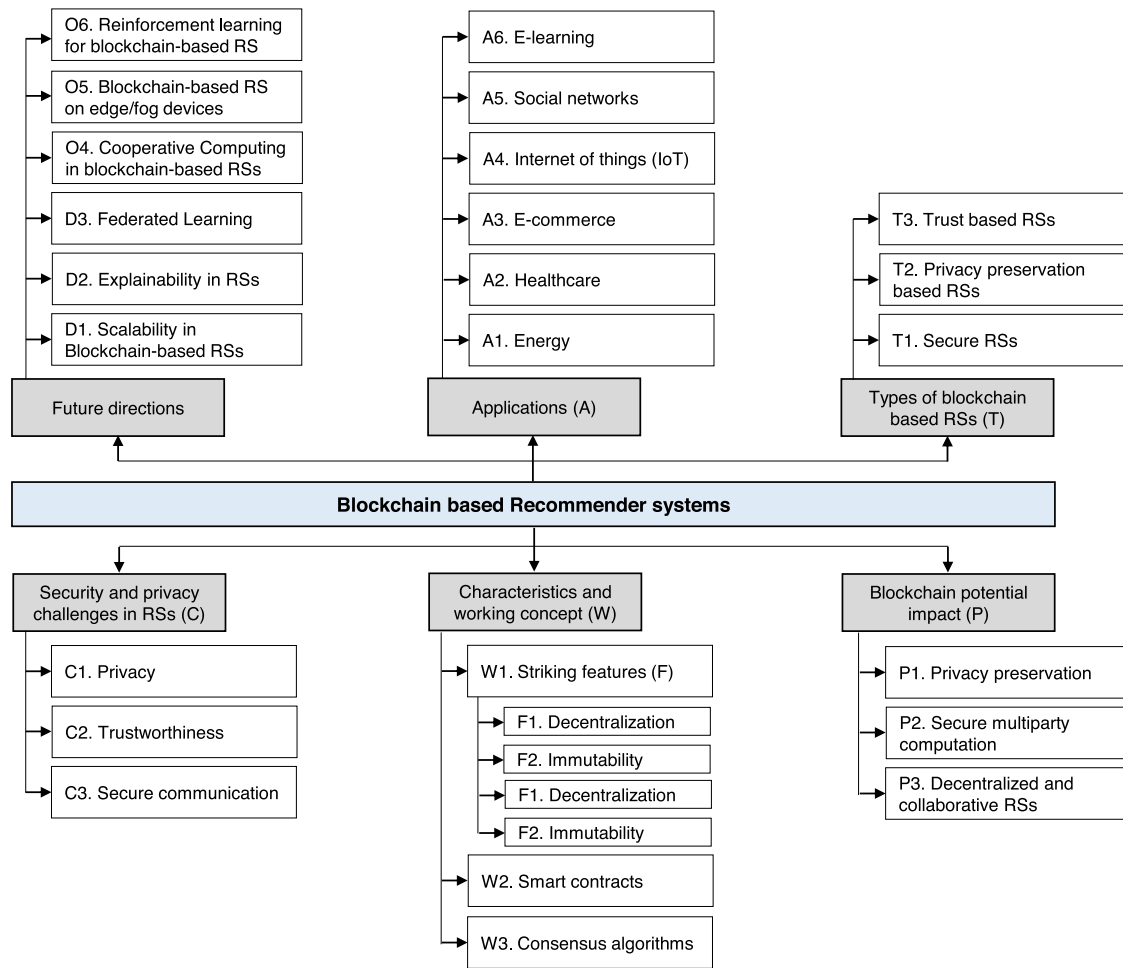 O6. Reinforcement learning
for blockchain-based RS
O5. Blockchain-based RS
on edge/fog devices
O4. Cooperative Computing
in blockchain-based RSs
D3. Federated Learning
D2. Explainability in RSs
D1. Scalability in
Blockchain-based RSs
Future directions
A6. E-learning
A5. Social networks
A4. Internet of things (IoT)
A3. E-commerce
A2. Healthcare
A1. Energy
Applications (A)
T3. Trust based RSs
T2. Privacy preservation
based RSs
T1. Secure RSs
Types of blockchain
based RSs (T)
Blockchain based Recommender systems
Security and privacy
challenges in RSs (C)
C1. Privacy
C2. Trustworthiness
C3. Secure communication
Characteristics and
working concept (W)
W1. Striking features (F)
F1. Decentralization
F2. Immutability
F1. Decentralization
F2. Immutability
W2. Smart contracts
W3. Consensus algorithms
Blockchain potential
impact (P)
P1. Privacy preservation
P2. Secure multiparty
computation
P3. Decentralized and
collaborative RSs